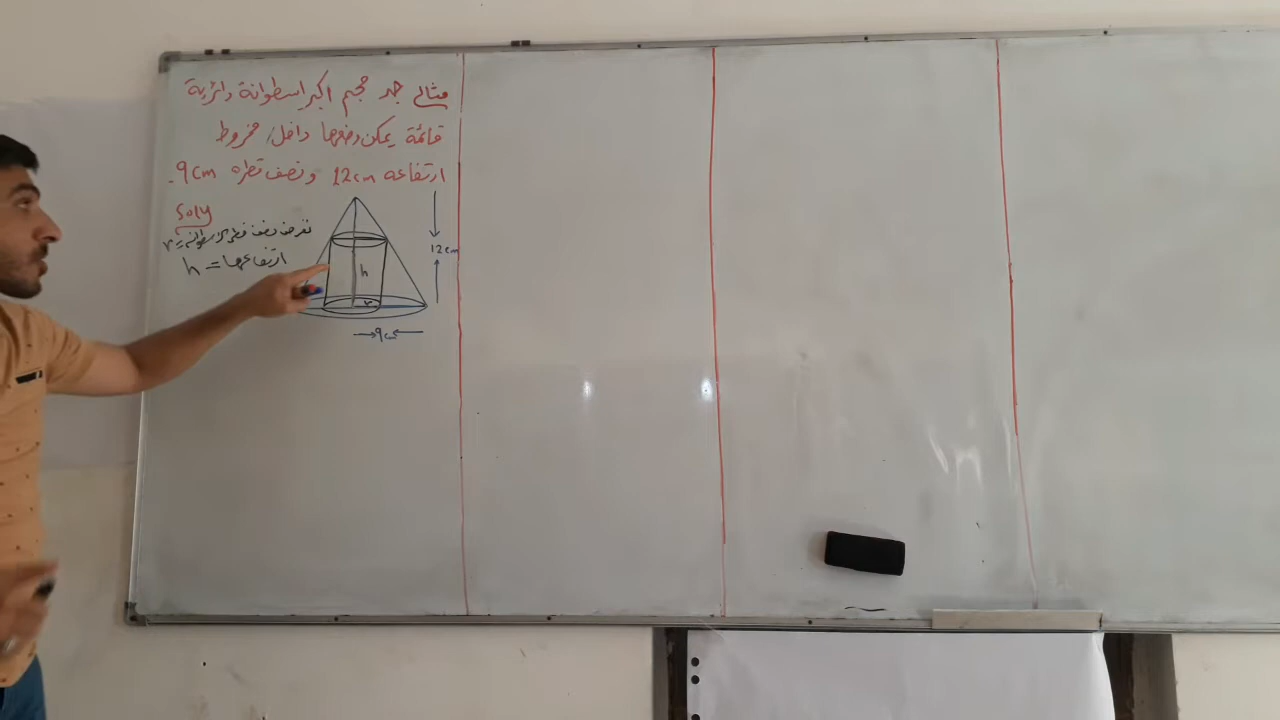 مثال جد حجم اكبر اسطوانة دائرية
قائمة يمكن وضعها داخل مخروط
ارتفاعه 12cm ونصف قطره 9cm.
Soly
نفرض نصف قطر الاسطوانة = r
ارتفاعها = h
12cm
h
r
9cm